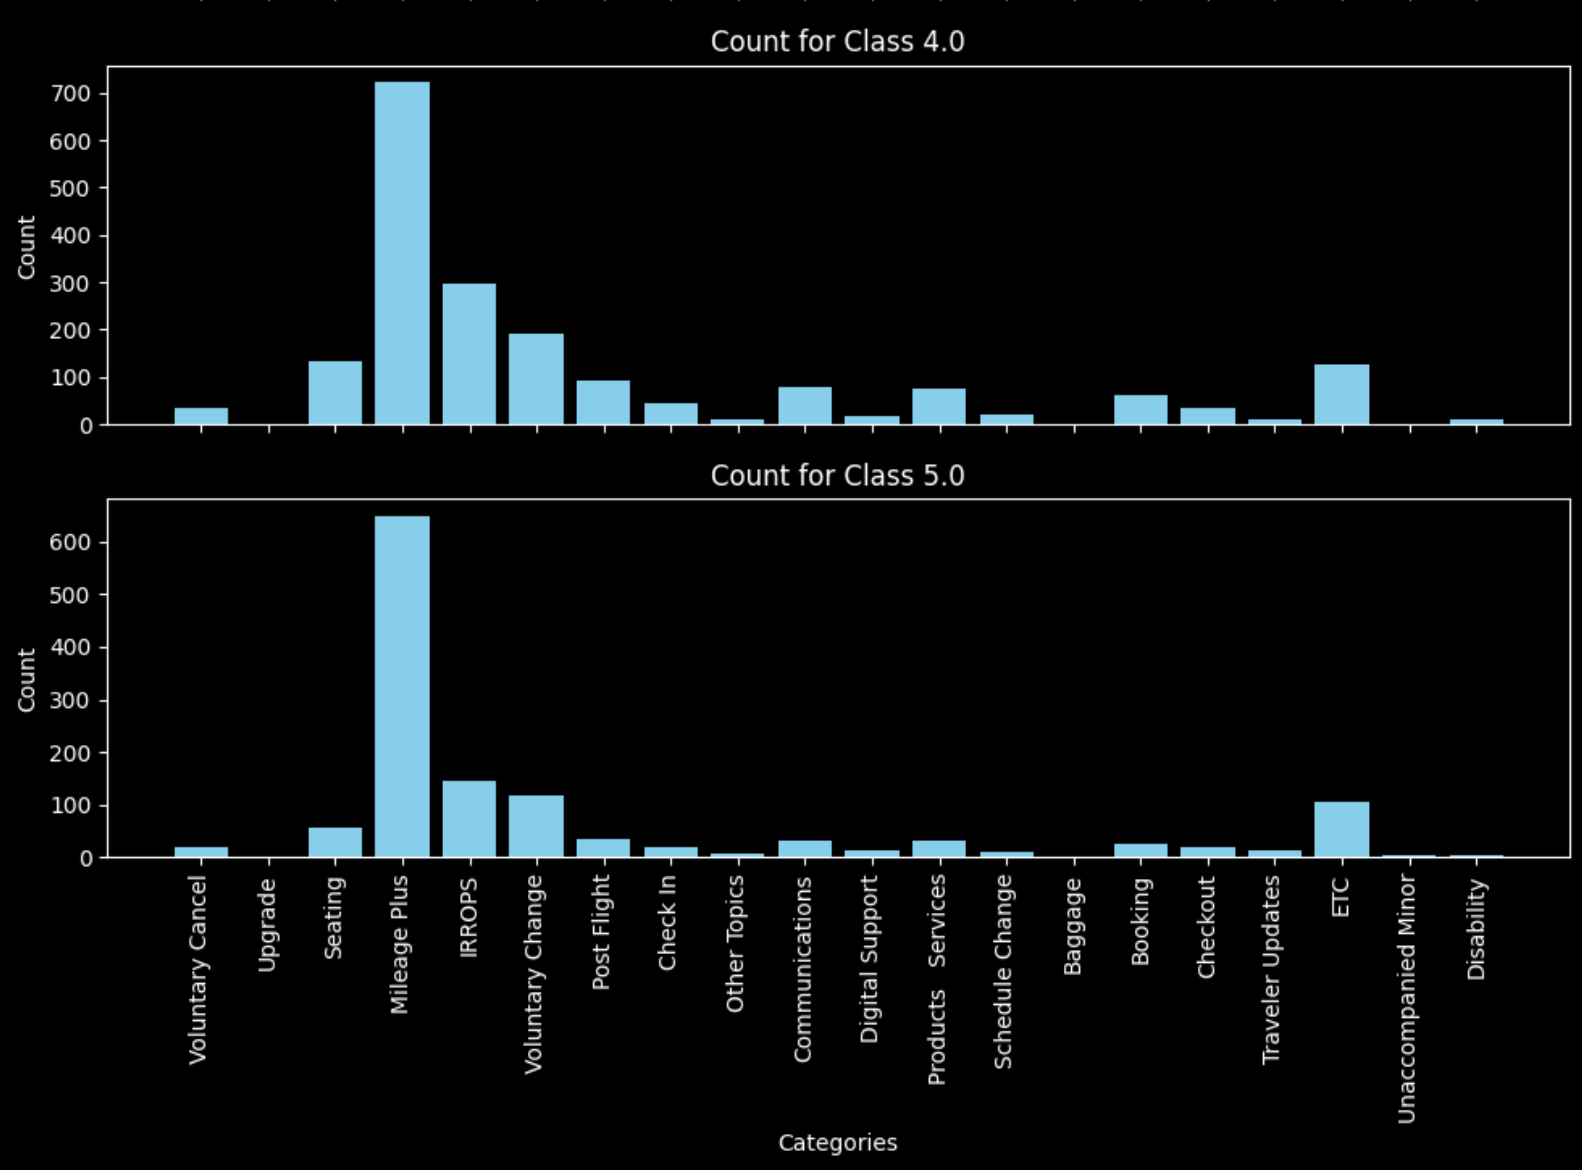 Count for Class 4.0
700
600
500
400
300
200
100
0
Count
Count for Class 5.0
600
500
400
300
200
100
0
Count
Voluntary Cancel
Upgrade
Seating
Mileage Plus
IRROPS
Voluntary Change
Post Flight
Check In
Other Topics
Communications
Digital Support
Products   Services
Schedule Change
Baggage
Booking
Checkout
Traveler Updates
ETC
Unaccompanied Minor
Disability
Categories